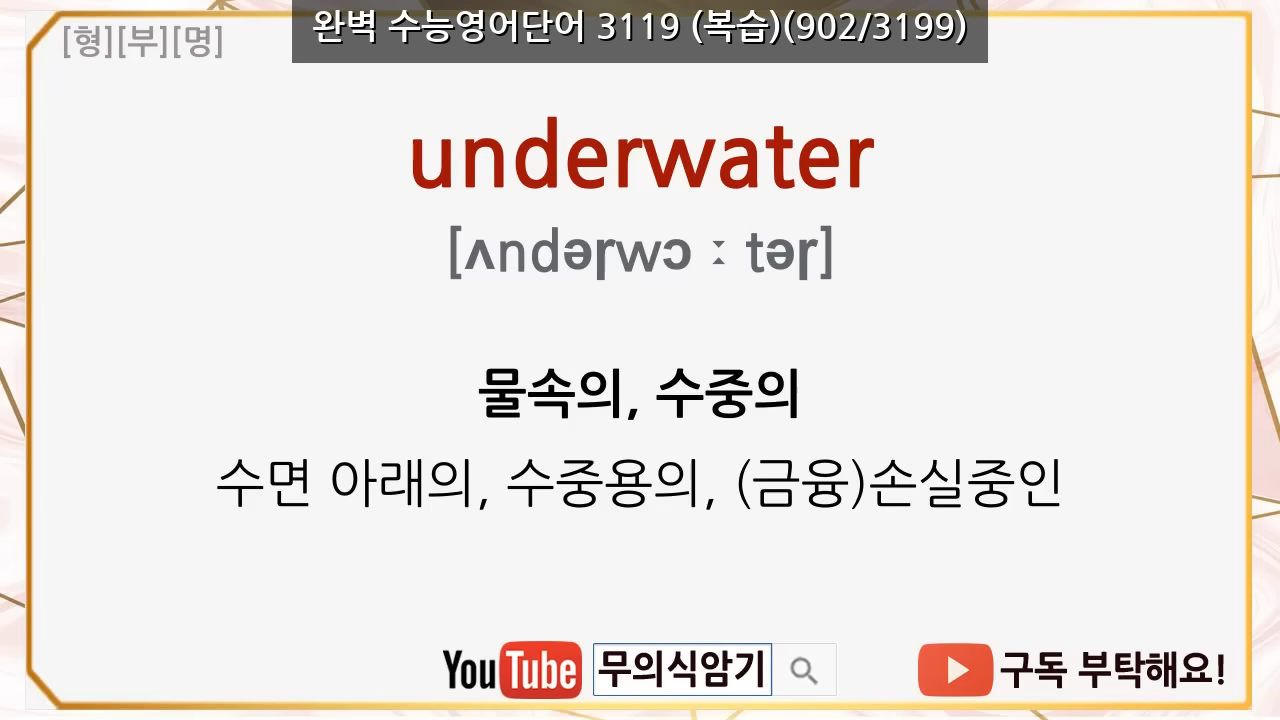 완벽 수능영어단어 3119 (복습)(902/3199)
[형][부][명]
underwater
[ʌndəɽwɔːtəɽ]
물속의, 수중의
수면 아래의, 수중용의, (금융)손실중인
YouTube 무의식암기 구독 부탁해요!